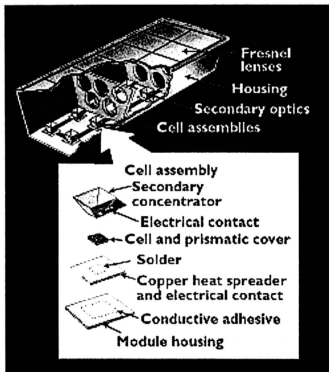 Fresnel
lenses
Housing
Secondary optics
Cell assemblies
Cell assembly
Secondary
concentrator
Electrical contact
Cell and prismatic cover
Solder
Copper heat spreader
and electrical contact
Conductive adhesive
Module housing